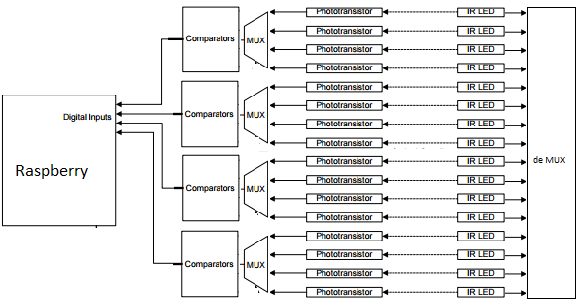 Raspberry
Digital Inputs
Comparators
MUX
Phototransistor IR LED
Phototransistor IR LED
Phototransistor IR LED
Phototransistor IR LED
Comparators
MUX
Phototransistor IR LED
Phototransistor IR LED
Phototransistor IR LED
Phototransistor IR LED
Comparators
MUX
Phototransistor IR LED
Phototransistor IR LED
Phototransistor IR LED
Phototransistor IR LED
Comparators
MUX
Phototransistor IR LED
Phototransistor IR LED
Phototransistor IR LED
Phototransistor IR LED
de MUX